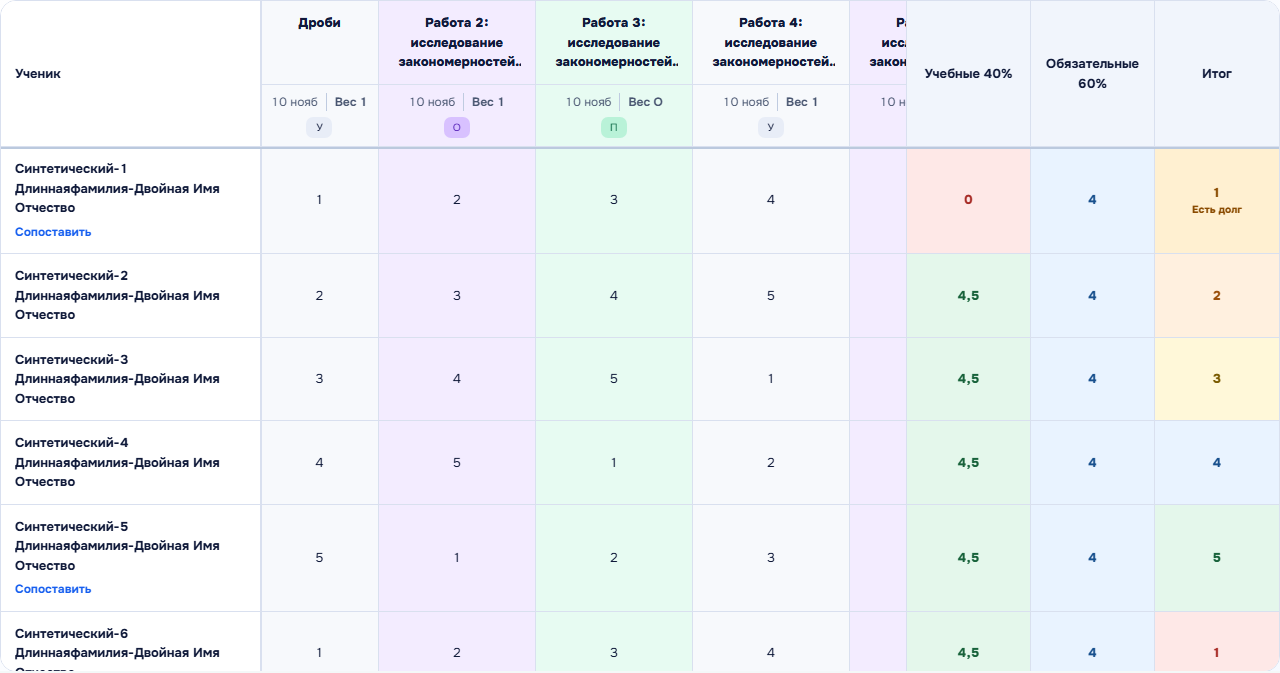 Ученик
Дроби
Работа 2:
исследование
закономерностей..
Работа 3:
исследование
закономерностей..
Работа 4:
исследование
закономерностей..
Учебные 40%
Обязательные
60%
Итог
10 нояб Вес 1
У
10 нояб Вес 1
О
10 нояб Вес 0
П
10 нояб Вес 1
У
Синтетический-1
Длиннаяфамилия-Двойная Имя
Отчество
Сопоставить
1 2 3 4 0 4 1
Есть долг
Синтетический-2
Длиннаяфамилия-Двойная Имя
Отчество
2 3 4 5 4,5 4 2
Синтетический-3
Длиннаяфамилия-Двойная Имя
Отчество
3 4 5 1 4,5 4 3
Синтетический-4
Длиннаяфамилия-Двойная Имя
Отчество
4 5 1 2 4,5 4 4
Синтетический-5
Длиннаяфамилия-Двойная Имя
Отчество
Сопоставить
5 1 2 3 4,5 4 5
Синтетический-6
Длиннаяфамилия-Двойная Имя
1 2 3 4 4,5 4 1